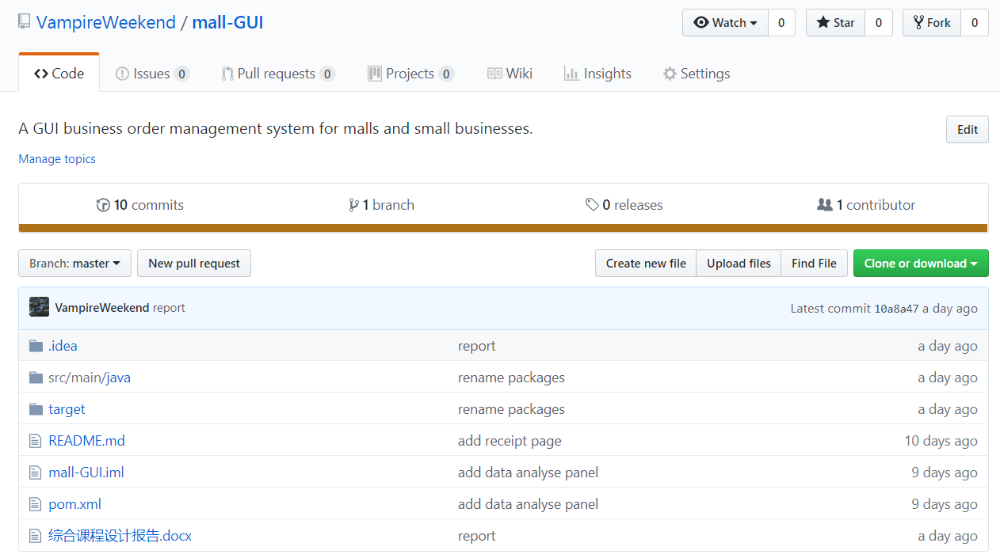 VampireWeekend / mall-GUI
Watch 0 Star 0 Fork 0
Code Issues 0 Pull requests 0 Projects 0 Wiki Insights Settings
A GUI business order management system for malls and small businesses. Edit
Manage topics
10 commits 1 branch 0 releases 1 contributor
Branch: master New pull request Create new file Upload files Find File Clone or download
VampireWeekend report Latest commit 10a8a47 a day ago
.idea report a day ago
src/main/java rename packages a day ago
target rename packages a day ago
README.md add receipt page 10 days ago
mall-GUI.iml add data analyse panel 9 days ago
pom.xml add data analyse panel 9 days ago
综合课程设计报告.docx report a day ago